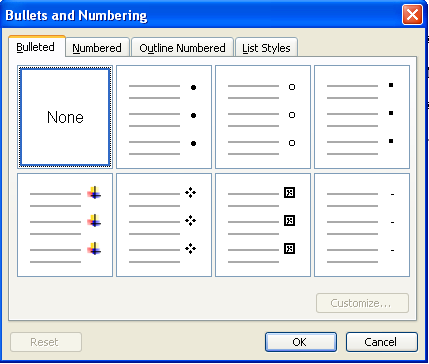 Bullets and Numbering
Bulleted Numbered Outline Numbered List Styles
None
Customize...
Reset OK Cancel